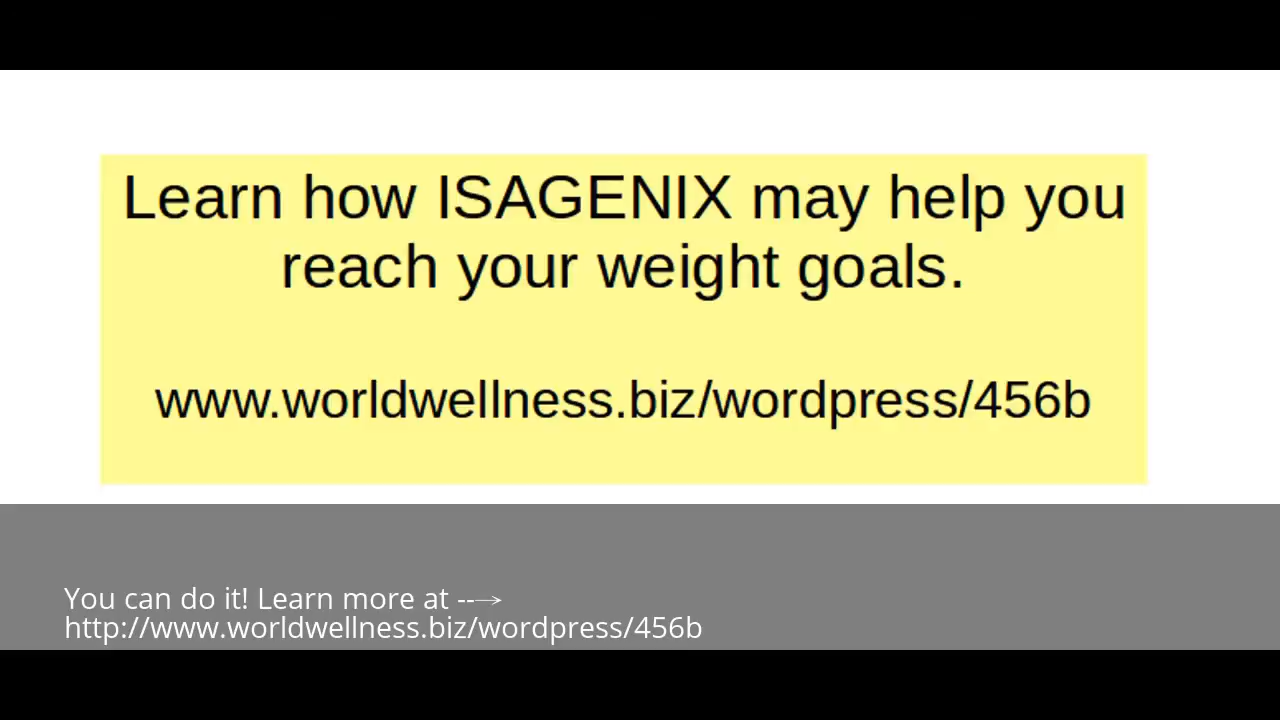 Learn how ISAGENIX may help you
reach your weight goals.
www.worldwellness.biz/wordpress/456b
You can do it! Learn more at --→
http://www.worldwellness.biz/wordpress/456b